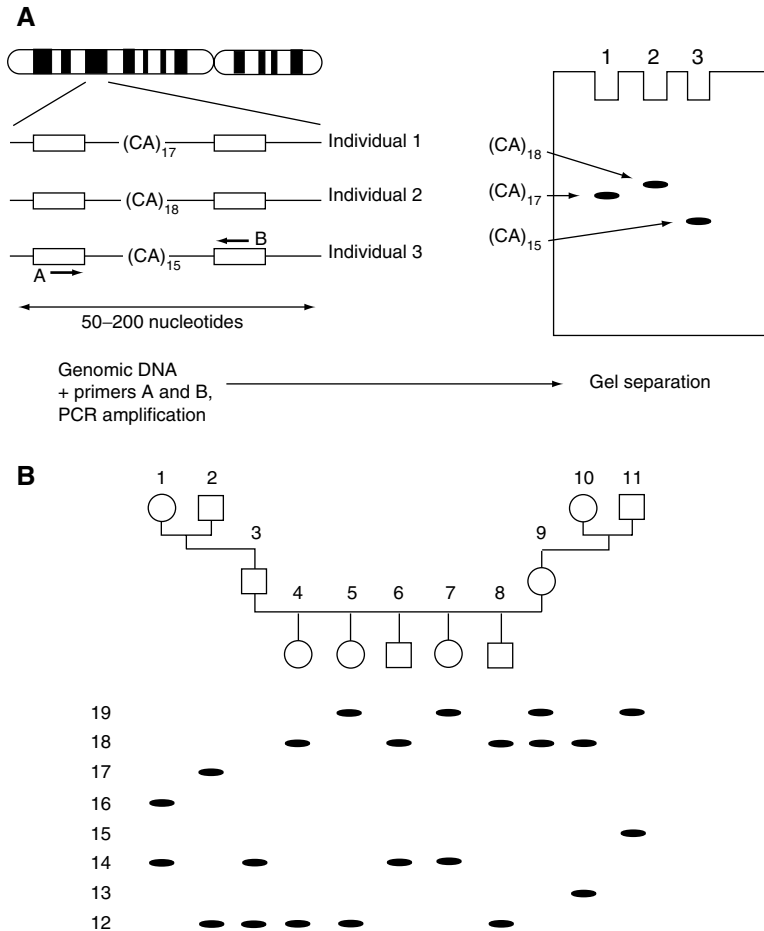 A
1 2 3
(CA)17 Individual 1
(CA)18
(CA)18 Individual 2
(CA)17
B
(CA)15 Individual 3
(CA)15
A
50–200 nucleotides
Genomic DNA
+ primers A and B,
PCR amplification
Gel separation
B
1 2 10 11
3 9
4 5 6 7 8
19
18
17
16
15
14
13
12